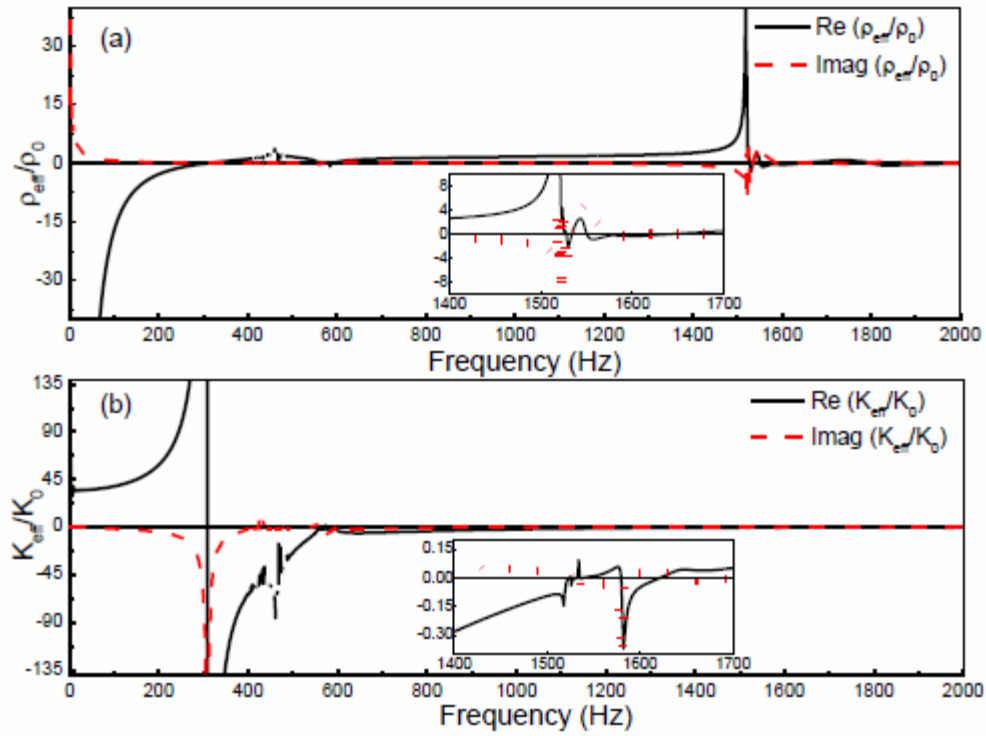 (a)
Re (ρeff/ρ0)
Imag (ρeff/ρ0)
ρeff/ρ0
30
15
0
-15
-30
8
4
0
-4
-8
1400 1500 1600 1700
0 200 400 600 800 1000 1200 1400 1600 1800 2000
Frequency (Hz)
(b)
Re (Keff/K0)
Imag (Keff/K0)
Keff/K0
135
90
45
0
-45
-90
-135
0.15
0.00
-0.15
-0.30
1400 1500 1600 1700
0 200 400 600 800 1000 1200 1400 1600 1800 2000
Frequency (Hz)